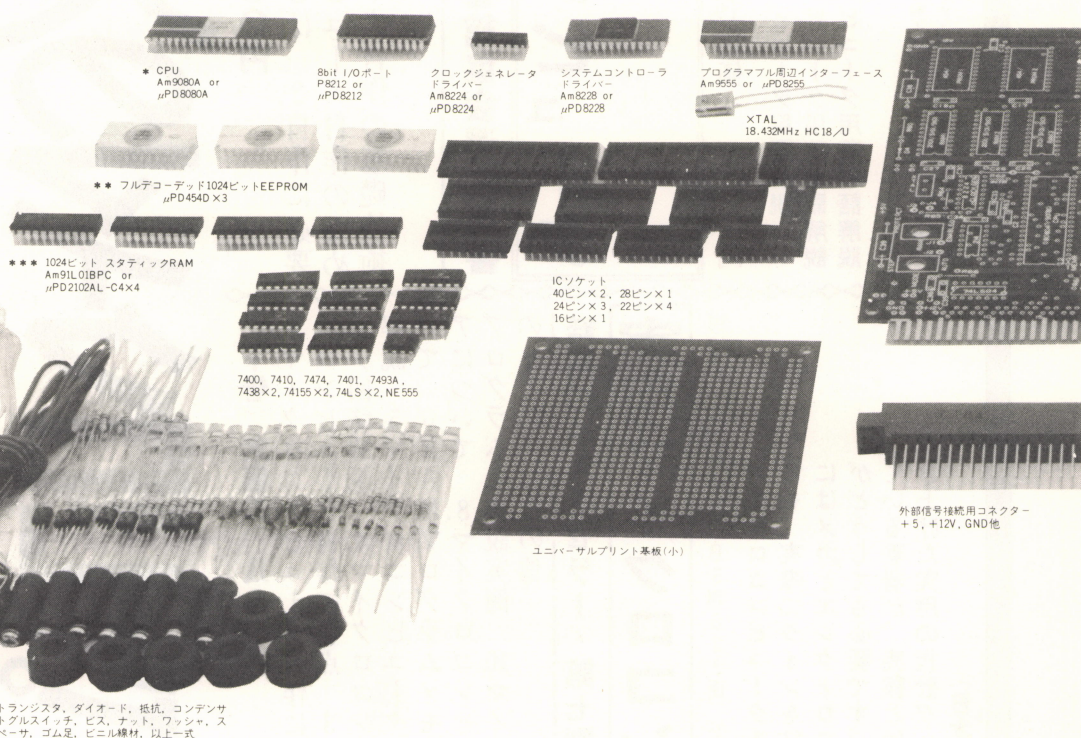 * CPU
Am9080A or
μPD8080A
8bit I/Oポート
P8212 or
μPD8212
クロックジェネレータ
ドライバー
Am8224 or
μPD8224
システムコントローラ
ドライバー
Am8228 or
μPD8228
プログラマブル周辺インターフェース
Am9555 or μPD8255
×TAL
18.432MHz HC18/U
** フルデコーデッド1024ビットEEPROM
μPD454D×3
*** 1024ビット スタティックRAM
Am91L01BPC or
μPD2102AL-C4×4
ICソケット
40ピン×2, 28ピン×1
24ピン×3, 22ピン×4
16ピン×1
7400, 7410, 7474, 7401, 7493A,
7438×2, 74155×2, 74LS×2, NE555
ユニバーサルプリント基板(小)
外部信号接続用コネクター
+5, +12V, GND他
トランジスタ, ダイオード, 抵抗, コンデンサ
トグルスイッチ, ビス, ナット, ワッシャ, ス
ペーサ, ゴム足, ビニル線材, 以上一式